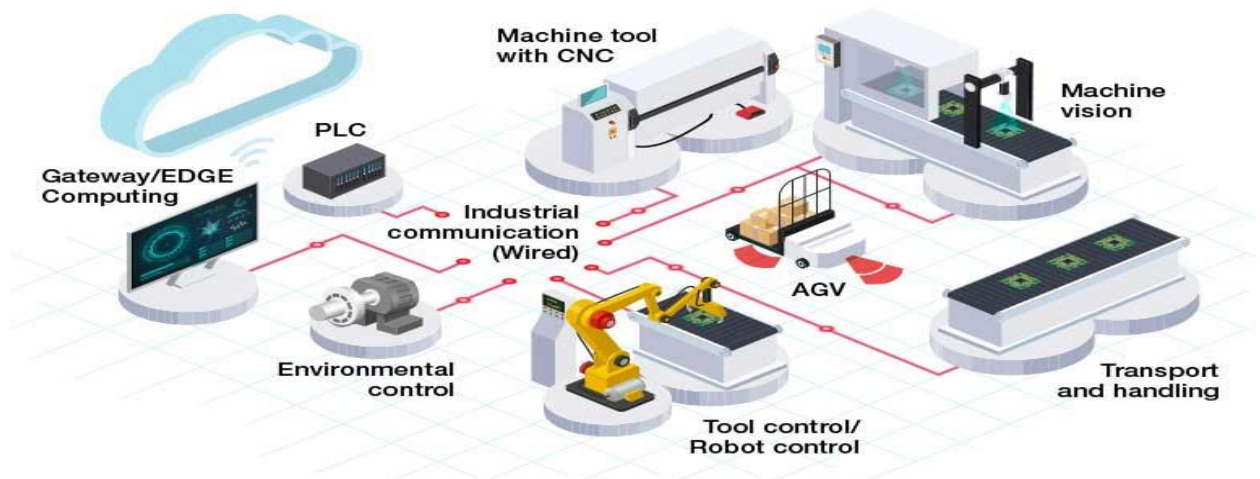 Machine tool
with CNC
Machine
vision
PLC
Gateway/EDGE
Computing
Industrial
communication
(Wired)
AGV
Environmental
control
Transport
and handling
Tool control/
Robot control